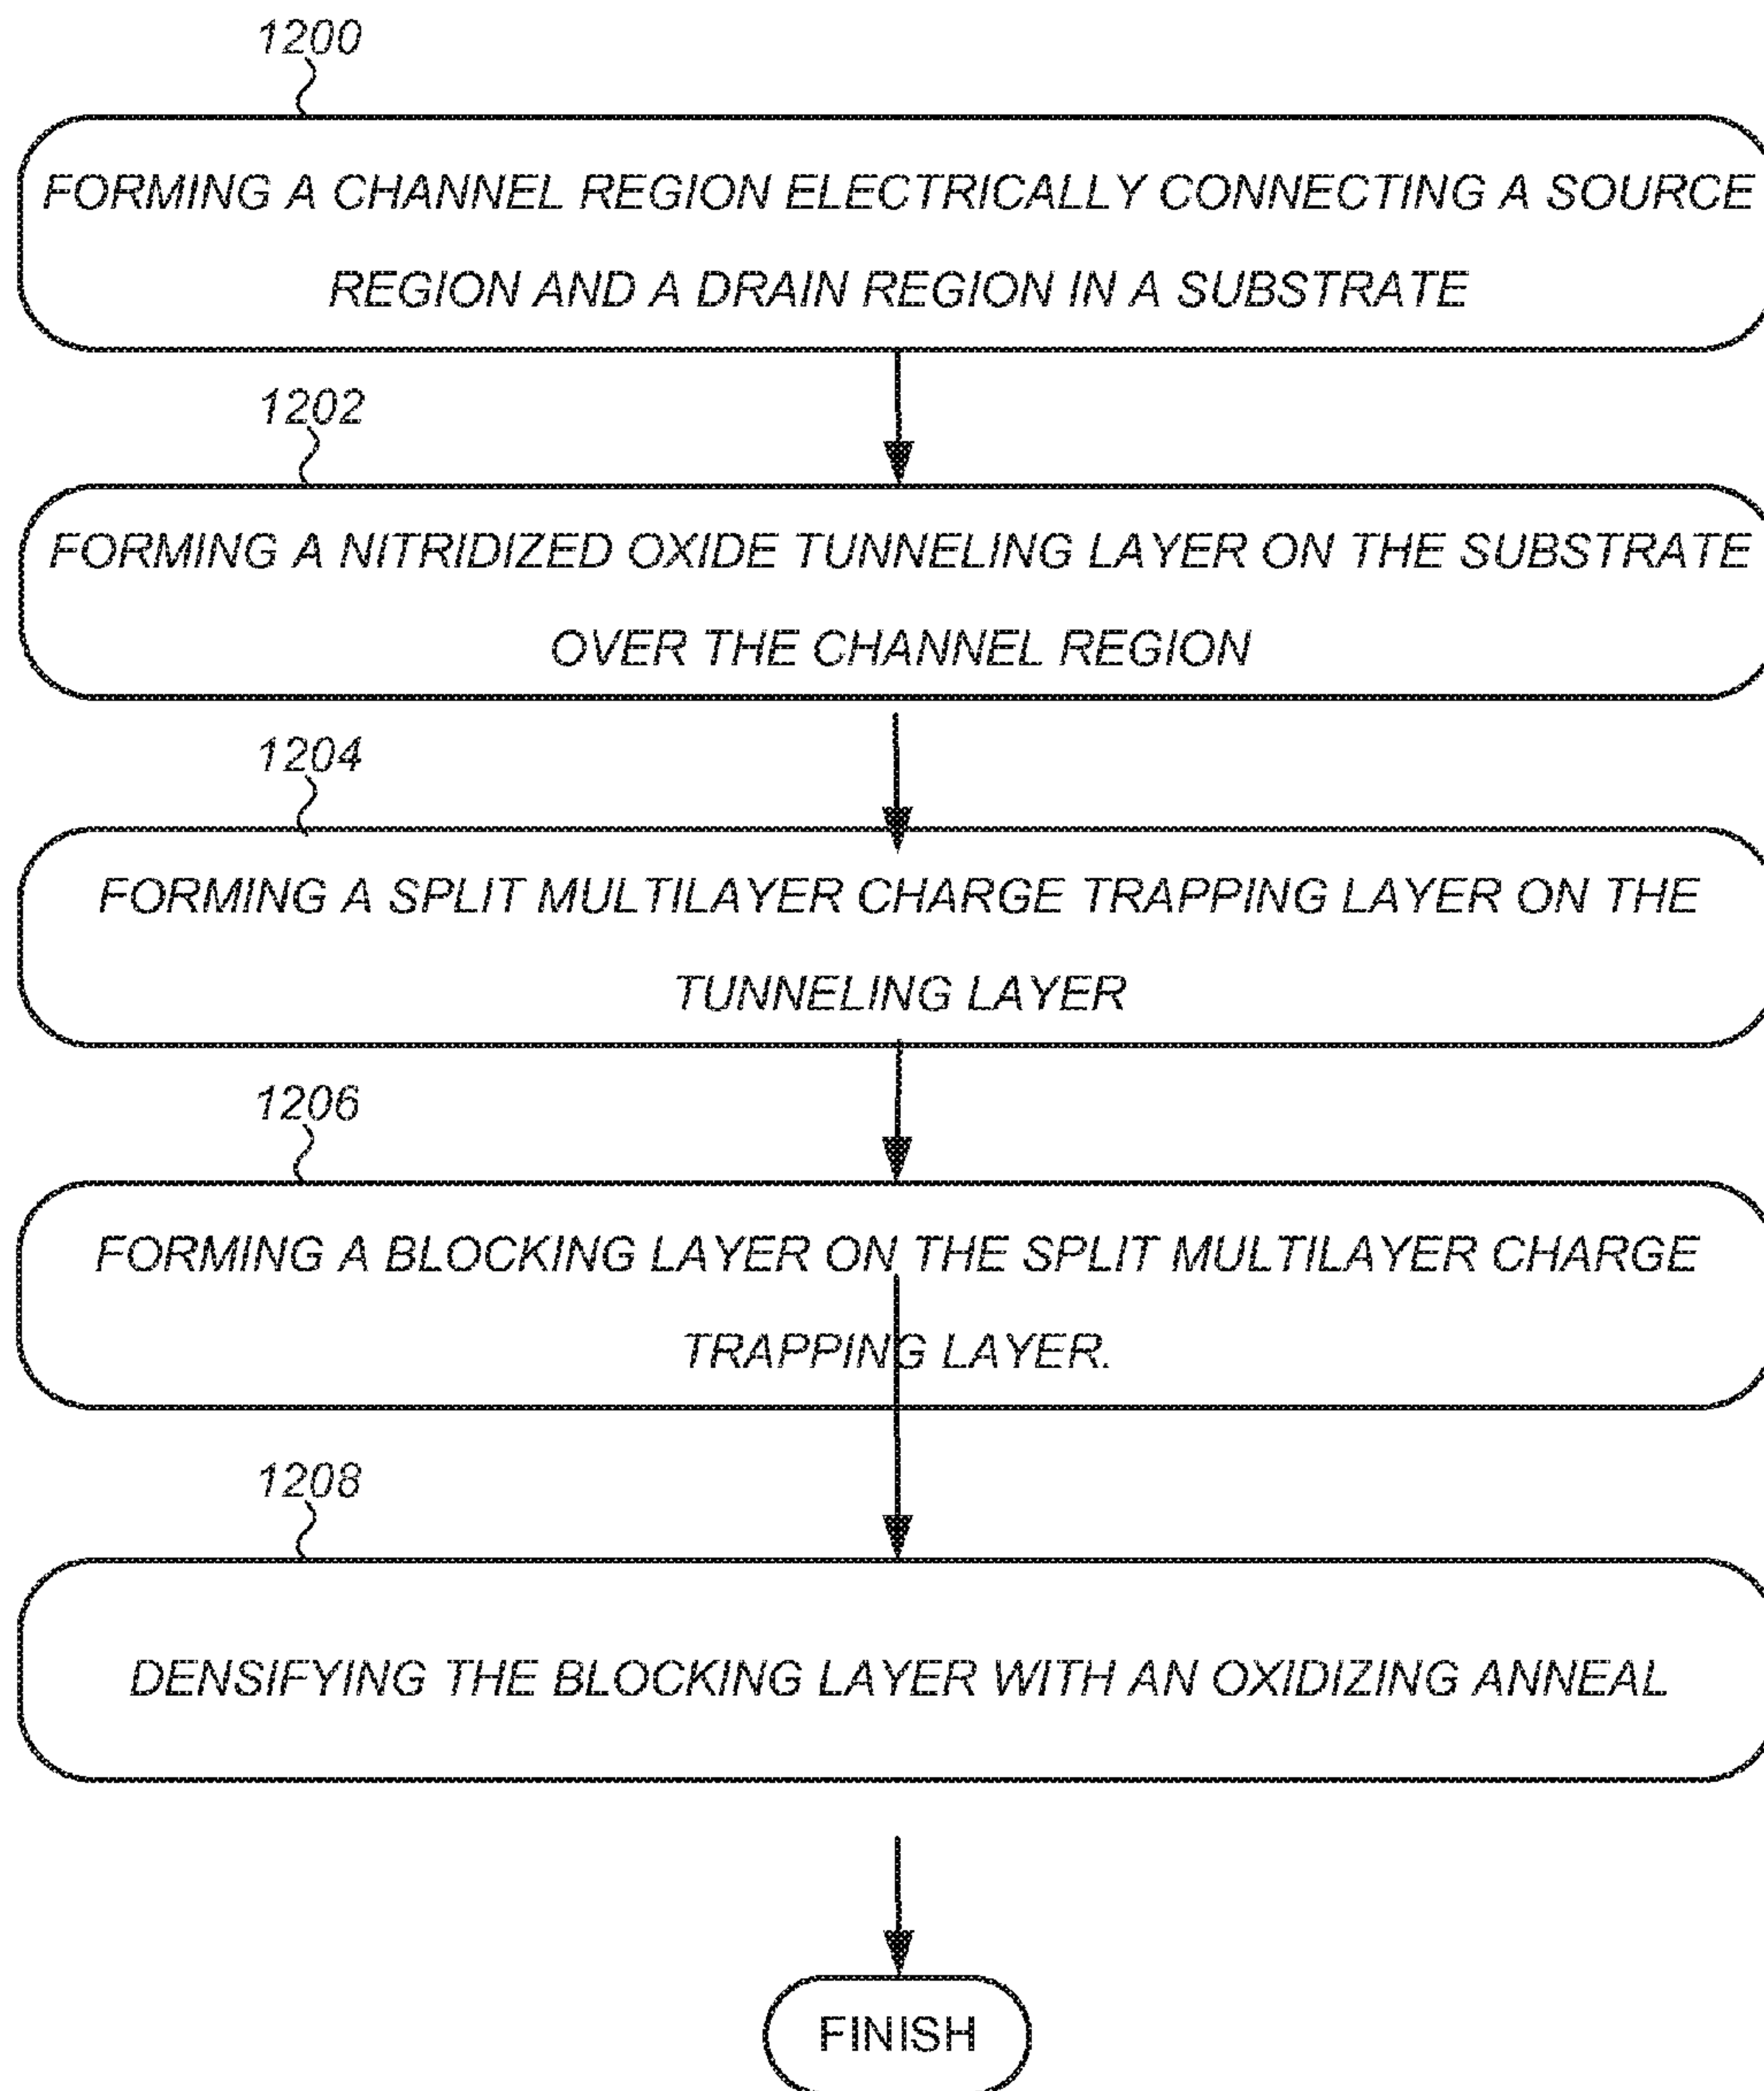 1200
FORMING A CHANNEL REGION ELECTRICALLY CONNECTING A SOURCE
REGION AND A DRAIN REGION IN A SUBSTRATE
1202
FORMING A NITRIDIZED OXIDE TUNNELING LAYER ON THE SUBSTRATE
OVER THE CHANNEL REGION
1204
FORMING A SPLIT MULTILAYER CHARGE TRAPPING LAYER ON THE
TUNNELING LAYER
1206
FORMING A BLOCKING LAYER ON THE SPLIT MULTILAYER CHARGE
TRAPPING LAYER.
1208
DENSIFYING THE BLOCKING LAYER WITH AN OXIDIZING ANNEAL
FINISH